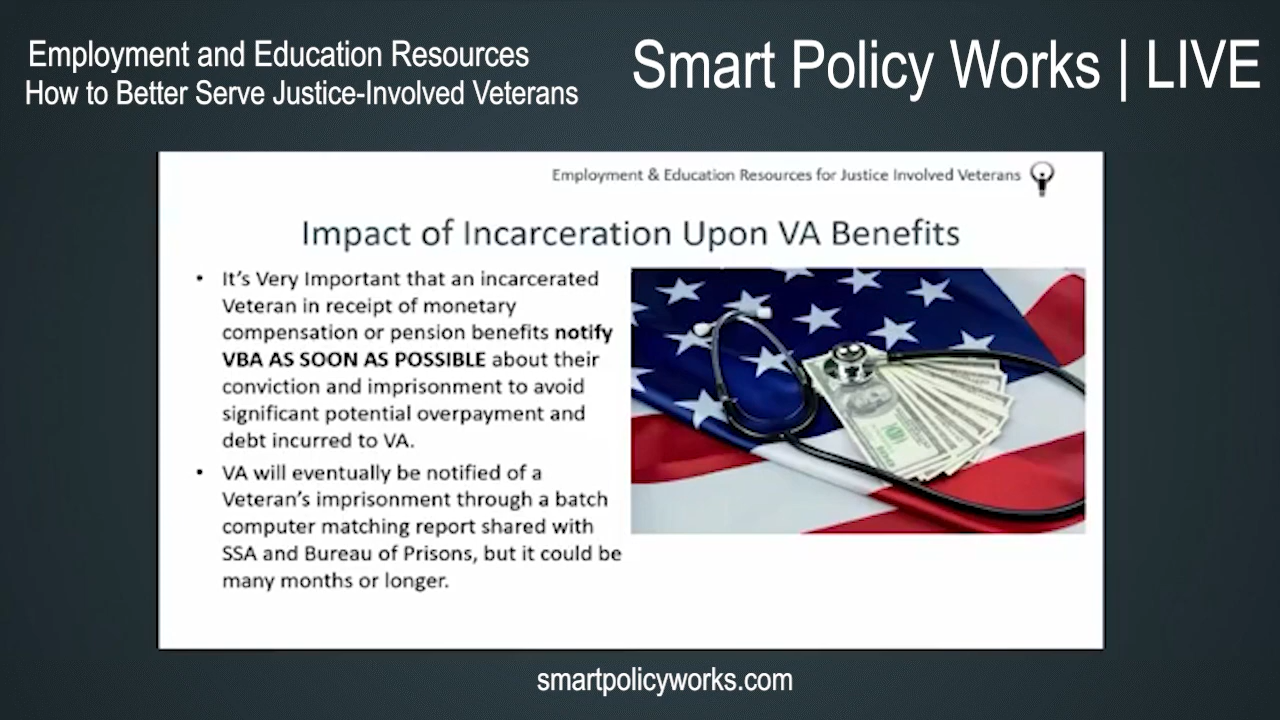 Employment and Education Resources
How to Better Serve Justice-Involved Veterans
Smart Policy Works | LIVE
Employment & Education Resources for Justice Involved Veterans
Impact of Incarceration Upon VA Benefits
• It's Very Important that an incarcerated
Veteran in receipt of monetary
compensation or pension benefits notify
VBA AS SOON AS POSSIBLE about their
conviction and imprisonment to avoid
significant potential overpayment and
debt incurred to VA.
• VA will eventually be notified of a
Veteran's imprisonment through a batch
computer matching report shared with
SSA and Bureau of Prisons, but it could be
many months or longer.
smartpolicyworks.com